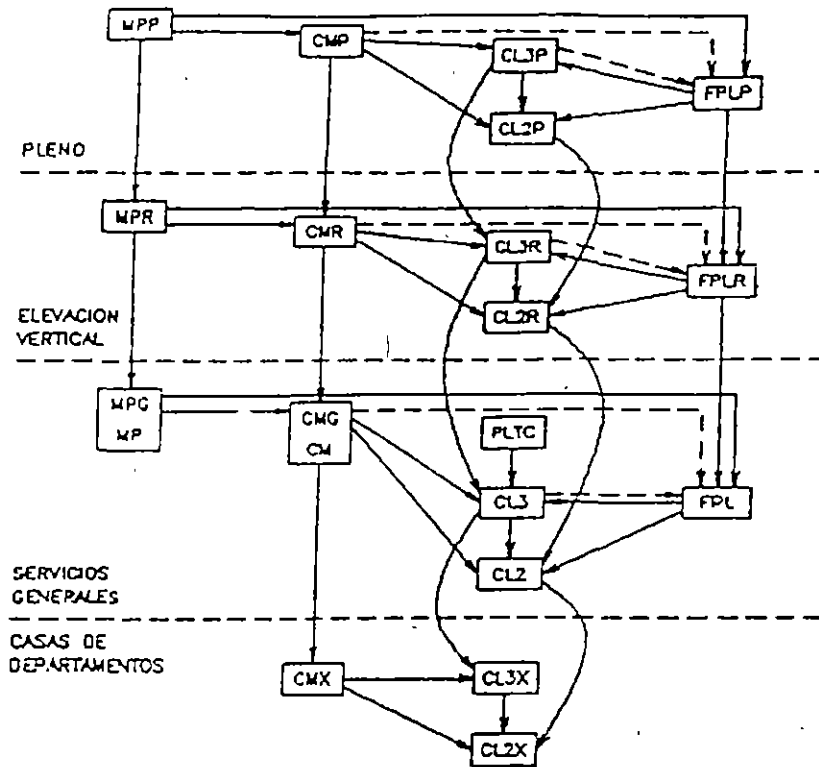 MPP
CMP
CL3P
FPLP
CL2P
PLENO
MPR
CMR
CL3R
FPLR
CL2R
ELEVACION
VERTICAL
MPG
MP
CMG
CM
PLTC
CL3
FPL
CL2
SERVICIOS
GENERALES
CASAS DE
DEPARTAMENTOS
CMX
CL3X
CL2X